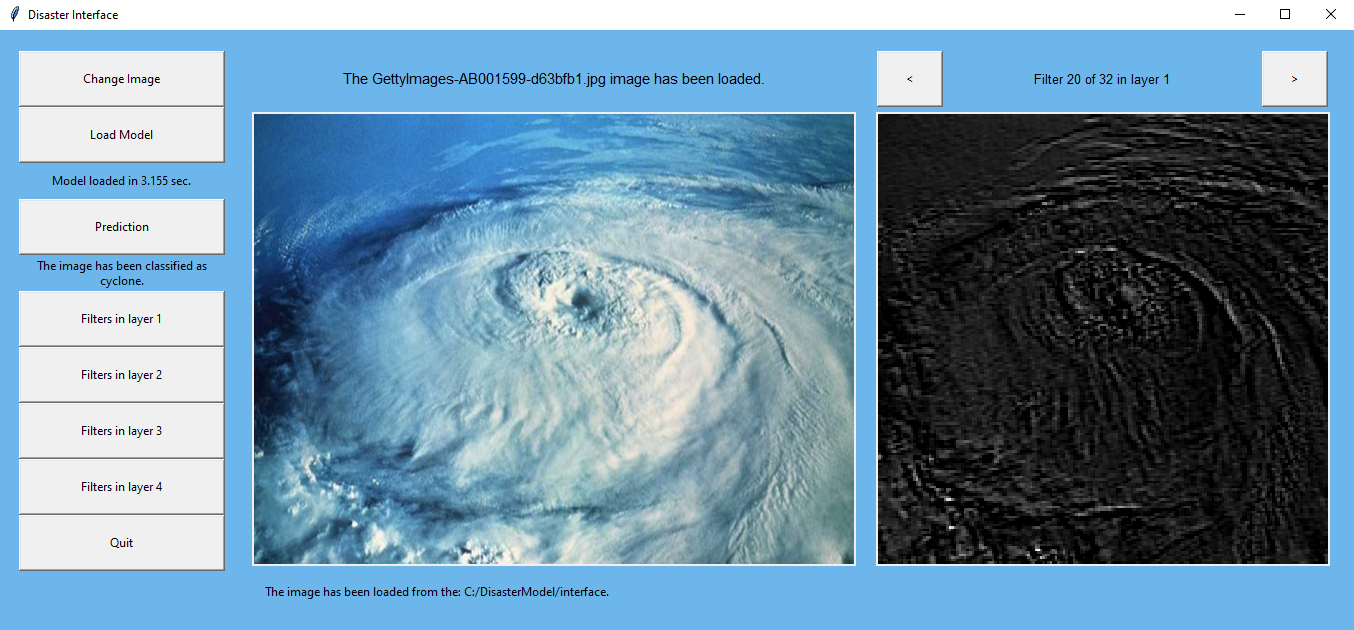 Disaster Interface
Change Image
Load Model
Model loaded in 3.155 sec.
Prediction
The image has been classified as
cyclone.
Filters in layer 1
Filters in layer 2
Filters in layer 3
Filters in layer 4
Quit
The GettyImages-AB001599-d63bfb1.jpg image has been loaded.
The image has been loaded from the: C:/DisasterModel/interface.
<
Filter 20 of 32 in layer 1
>